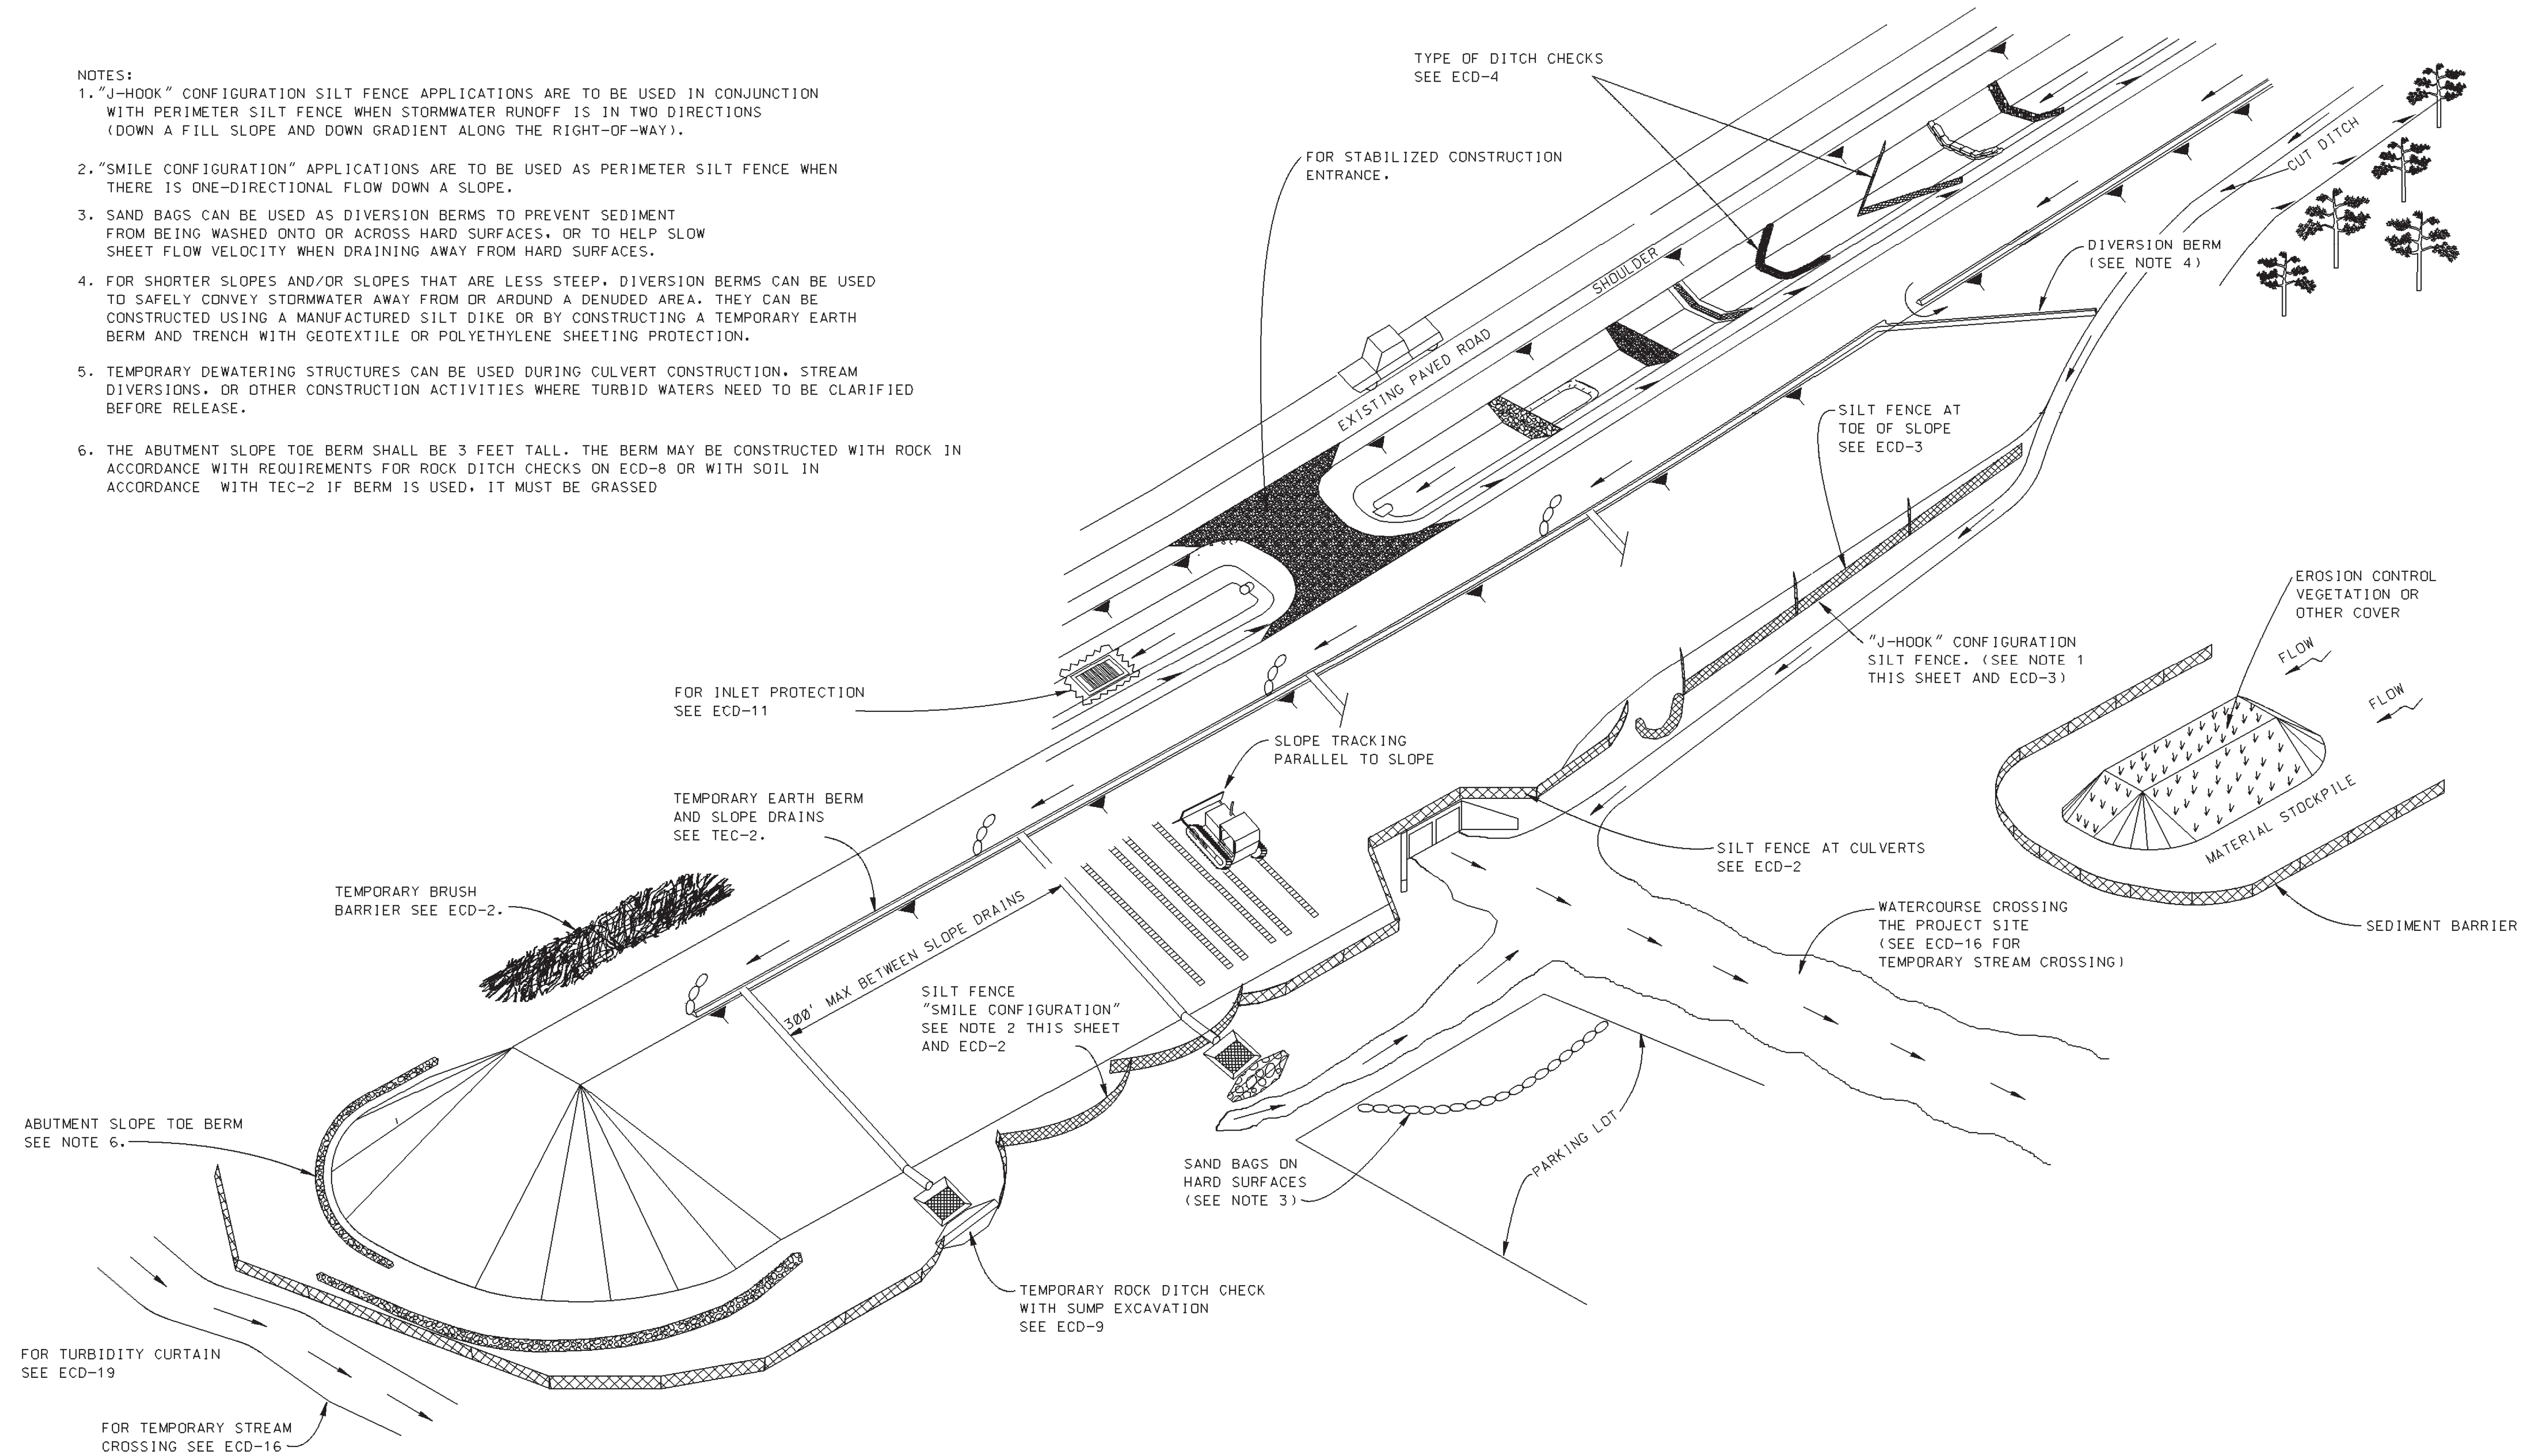 NOTES:
1. "J-HOOK" CONFIGURATION SILT FENCE APPLICATIONS ARE TO BE USED IN CONJUNCTION
WITH PERIMETER SILT FENCE WHEN STORMWATER RUNOFF IS IN TWO DIRECTIONS
(DOWN A FILL SLOPE AND DOWN GRADIENT ALONG THE RIGHT-OF-WAY).
2. "SMILE CONFIGURATION" APPLICATIONS ARE TO BE USED AS PERIMETER SILT FENCE WHEN
THERE IS ONE-DIRECTIONAL FLOW DOWN A SLOPE.
3. SAND BAGS CAN BE USED AS DIVERSION BERMS TO PREVENT SEDIMENT
FROM BEING WASHED ONTO OR ACROSS HARD SURFACES, OR TO HELP SLOW
SHEET FLOW VELOCITY WHEN DRAINING AWAY FROM HARD SURFACES.
4. FOR SHORTER SLOPES AND/OR SLOPES THAT ARE LESS STEEP, DIVERSION BERMS CAN BE USED
TO SAFELY CONVEY STORMWATER AWAY FROM OR AROUND A DENUDED AREA. THEY CAN BE
CONSTRUCTED USING A MANUFACTURED SILT DIKE OR BY CONSTRUCTING A TEMPORARY EARTH
BERM AND TRENCH WITH GEOTEXTILE OR POLYETHYLENE SHEETING PROTECTION.
5. TEMPORARY DEWATERING STRUCTURES CAN BE USED DURING CULVERT CONSTRUCTION, STREAM
DIVERSIONS, OR OTHER CONSTRUCTION ACTIVITIES WHERE TURBID WATERS NEED TO BE CLARIFIED
BEFORE RELEASE.
6. THE ABUTMENT SLOPE TOE BERM SHALL BE 3 FEET TALL. THE BERM MAY BE CONSTRUCTED WITH ROCK IN
ACCORDANCE WITH REQUIREMENTS FOR ROCK DITCH CHECKS ON ECD-8 OR WITH SOIL IN
ACCORDANCE WITH TEC-2 IF BERM IS USED, IT MUST BE GRASSED
TYPE OF DITCH CHECKS
SEE ECD-4
FOR STABILIZED CONSTRUCTION
ENTRANCE.
CUT DITCH
DIVERSION BERM
(SEE NOTE 4)
SHOULDER
EXISTING PAVED ROAD
SILT FENCE AT
TOE OF SLOPE
SEE ECD-3
EROSION CONTROL
VEGETATION OR
OTHER COVER
FLOW
FLOW
"J-HOOK" CONFIGURATION
SILT FENCE. (SEE NOTE 1
THIS SHEET AND ECD-3)
FOR INLET PROTECTION
SEE ECD-11
SLOPE TRACKING
PARALLEL TO SLOPE
TEMPORARY EARTH BERM
AND SLOPE DRAINS
SEE TEC-2.
MATERIAL STOCKPILE
SILT FENCE AT CULVERTS
SEE ECD-2
TEMPORARY BRUSH
BARRIER SEE ECD-2.
300' MAX BETWEEN SLOPE DRAINS
WATERCOURSE CROSSING
THE PROJECT SITE
(SEE ECD-16 FOR
TEMPORARY STREAM CROSSING)
SEDIMENT BARRIER
SILT FENCE
"SMILE CONFIGURATION"
SEE NOTE 2 THIS SHEET
AND ECD-2
ABUTMENT SLOPE TOE BERM
SEE NOTE 6.
PARKING LOT
SAND BAGS ON
HARD SURFACES
(SEE NOTE 3)
TEMPORARY ROCK DITCH CHECK
WITH SUMP EXCAVATION
SEE ECD-9
FOR TURBIDITY CURTAIN
SEE ECD-19
FOR TEMPORARY STREAM
CROSSING SEE ECD-16